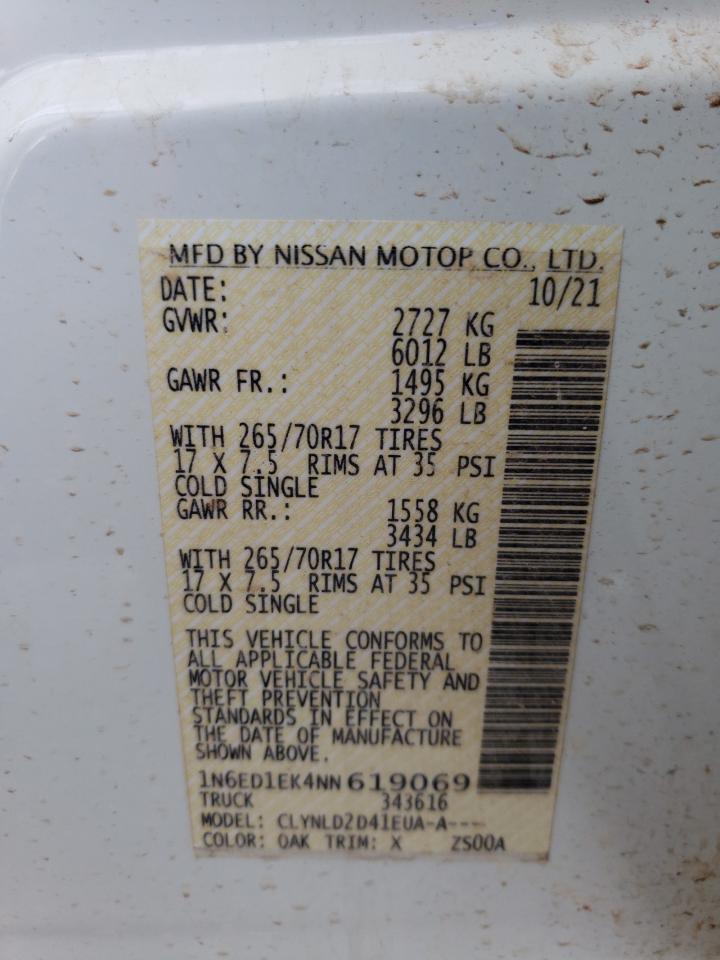 MFD BY NISSAN MOTOR CO., LTD.
DATE: 10/21
GVWR: 2727 KG
6012 LB
GAWR FR.: 1495 KG
3296 LB
WITH 265/70R17 TIRES
17 X 7.5 RIMS AT 35 PSI
COLD SINGLE
GAWR RR.: 1558 KG
3434 LB
WITH 265/70R17 TIRES
17 X 7.5 RIMS AT 35 PSI
COLD SINGLE
THIS VEHICLE CONFORMS TO
ALL APPLICABLE FEDERAL
MOTOR VEHICLE SAFETY AND
THEFT PREVENTION
STANDARDS IN EFFECT ON
THE DATE OF MANUFACTURE
SHOWN ABOVE.
1N6ED1EK4NN619069
TRUCK 343616
MODEL: CLYNLD2D41EUA-A----
COLOR: QAK TRIM: X ZS00A